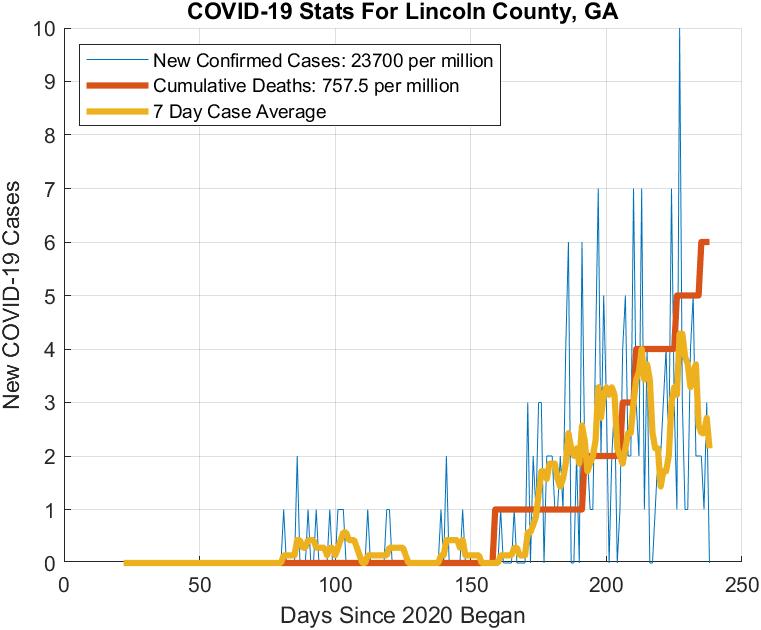 COVID-19 Stats For Lincoln County, GA
New Confirmed Cases: 23700 per million
Cumulative Deaths: 757.5 per million
7 Day Case Average
New COVID-19 Cases
10
9
8
7
6
5
4
3
2
1
0
0 50 100 150 200 250
Days Since 2020 Began